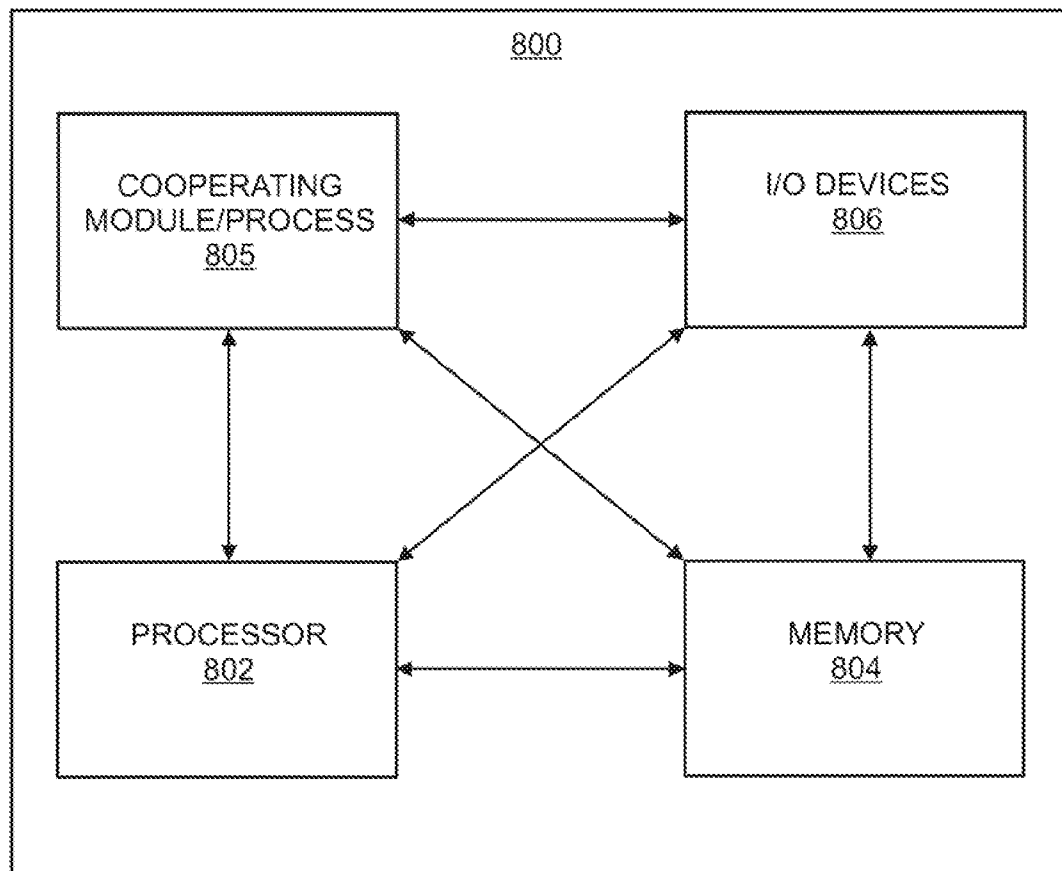 800
COOPERATING
MODULE/PROCESS
805
I/O DEVICES
806
PROCESSOR
802
MEMORY
804